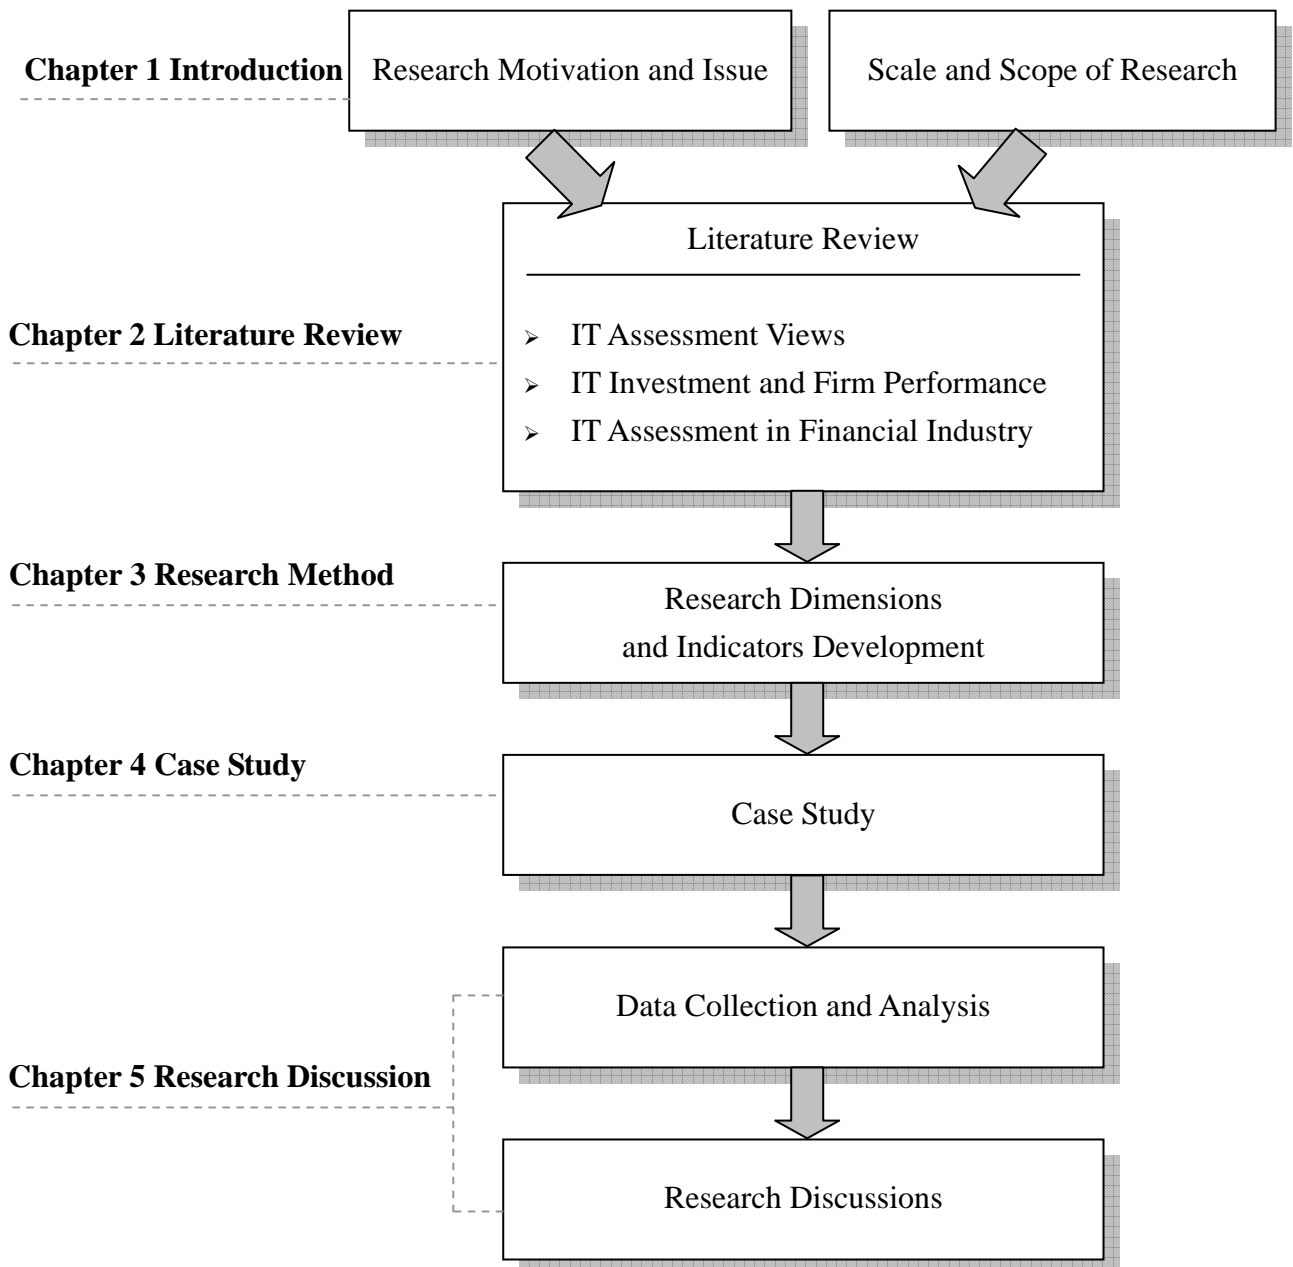 Chapter 1 Introduction
Research Motivation and Issue
Scale and Scope of Research
Literature Review
Chapter 2 Literature Review
➢ IT Assessment Views
➢ IT Investment and Firm Performance
➢ IT Assessment in Financial Industry
Chapter 3 Research Method
Research Dimensions
and Indicators Development
Chapter 4 Case Study
Case Study
Data Collection and Analysis
Chapter 5 Research Discussion
Research Discussions